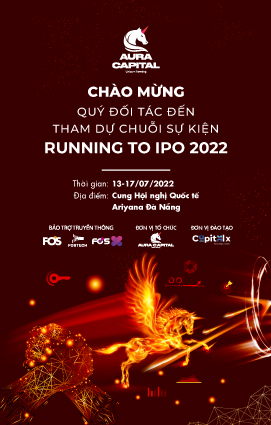 AURA
CAPITAL
CHÀO MỪNG
QUÝ ĐỐI TÁC ĐẾN
THAM DỰ CHUỖI SỰ KIỆN
RUNNING TO IPO 2022
Thời gian: 13-17/07/2022
Địa điểm: Cung Hội nghị Quốc tế
Ariyana Đà Nẵng
BẢO TRỢ TRUYỀN THÔNG
ĐƠN VỊ TỔ CHỨC
ĐƠN VỊ ĐÀO TẠO
FOS
FOSTECH
FOS
AURA CAPITAL